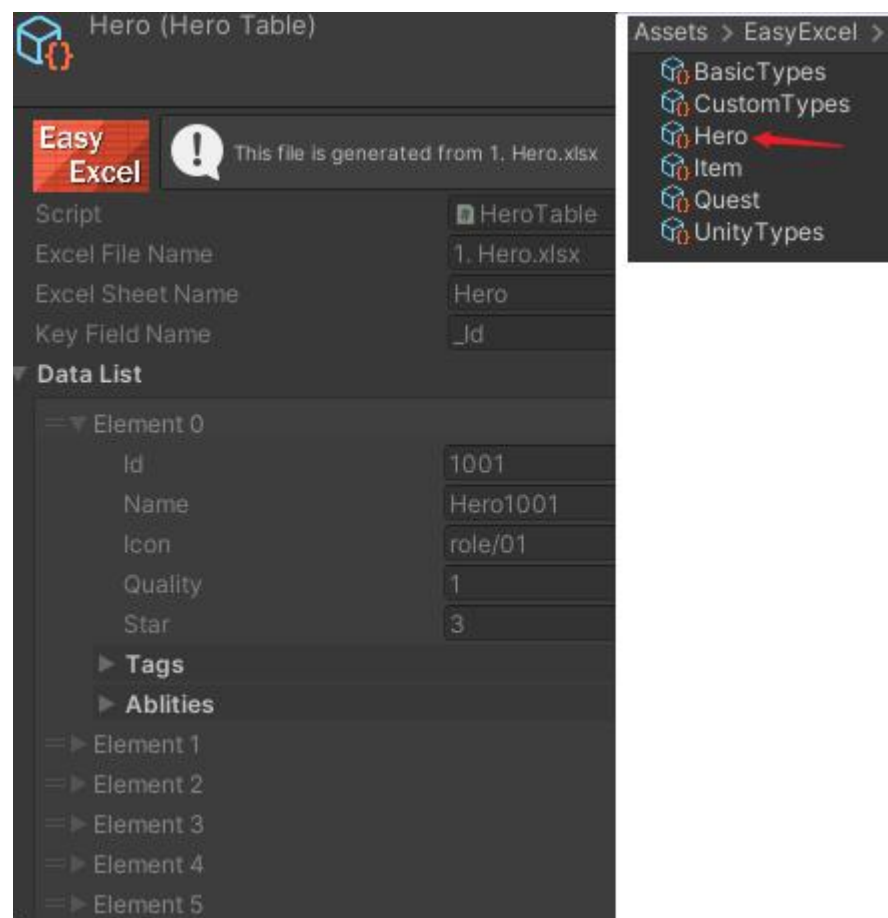 Hero (Hero Table)
Easy
Excel
This file is generated from 1. Hero.xlsx
Script HeroTable
Excel File Name 1. Hero.xlsx
Excel Sheet Name Hero
Key Field Name _Id
Data List
Element 0
Id 1001
Name Hero1001
Icon role/01
Quality 1
Star 3
Tags
Ablities
Element 1
Element 2
Element 3
Element 4
Element 5
Assets > EasyExcel >
BasicTypes
CustomTypes
Hero
Item
Quest
UnityTypes